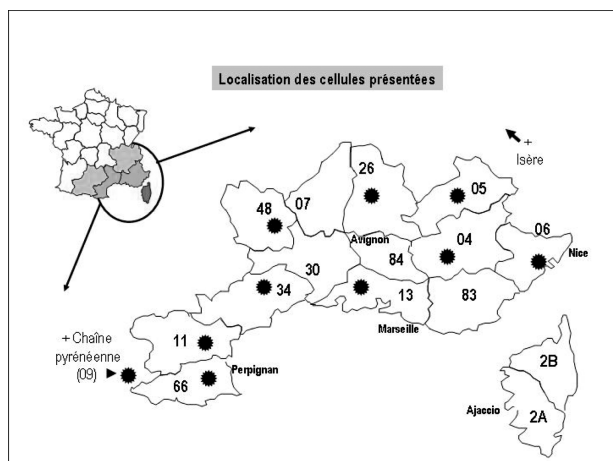 Localisation des cellules présentées
+
Isère
26
05
48
07
06
Avignon
04
Nice
84
30
34
13
83
Marseille
11
+ Chaîne
pyrénéenne
(09)
Perpignan
66
2B
Ajaccio
2A